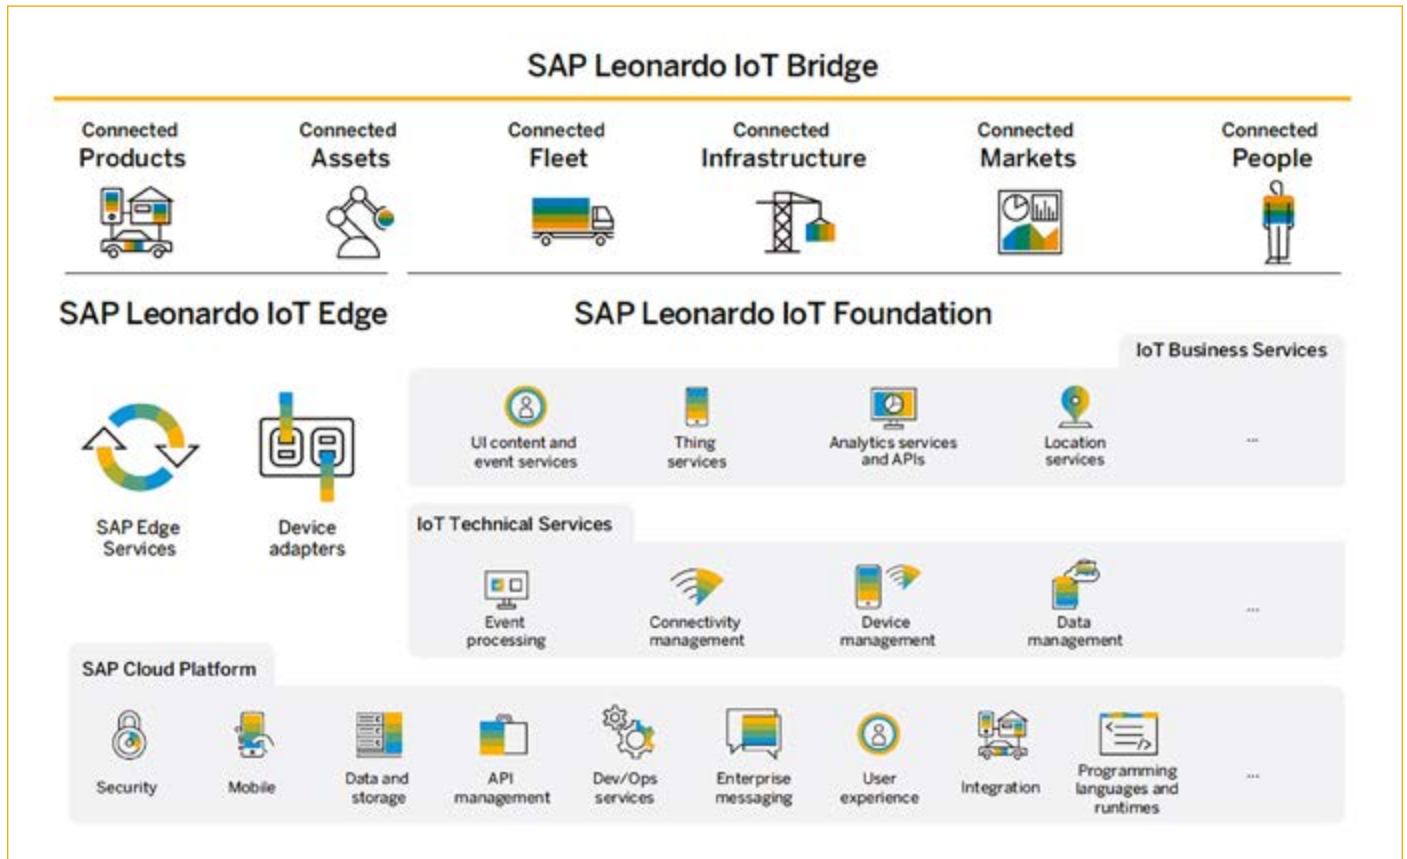 SAP Leonardo IoT Bridge
Connected
Products
Connected
Assets
Connected
Fleet
Connected
Infrastructure
Connected
Markets
Connected
People
SAP Leonardo IoT Edge
SAP Edge
Services
Device
adapters
SAP Leonardo IoT Foundation
IoT Business Services
UI content and
event services
Thing
services
Analytics services
and APIs
Location
services
...
IoT Technical Services
Event
processing
Connectivity
management
Device
management
Data
management
...
SAP Cloud Platform
Security
Mobile
Data and
storage
API
management
Dev/Ops
services
Enterprise
messaging
User
experience
Integration
Programming
languages and
runtimes
...